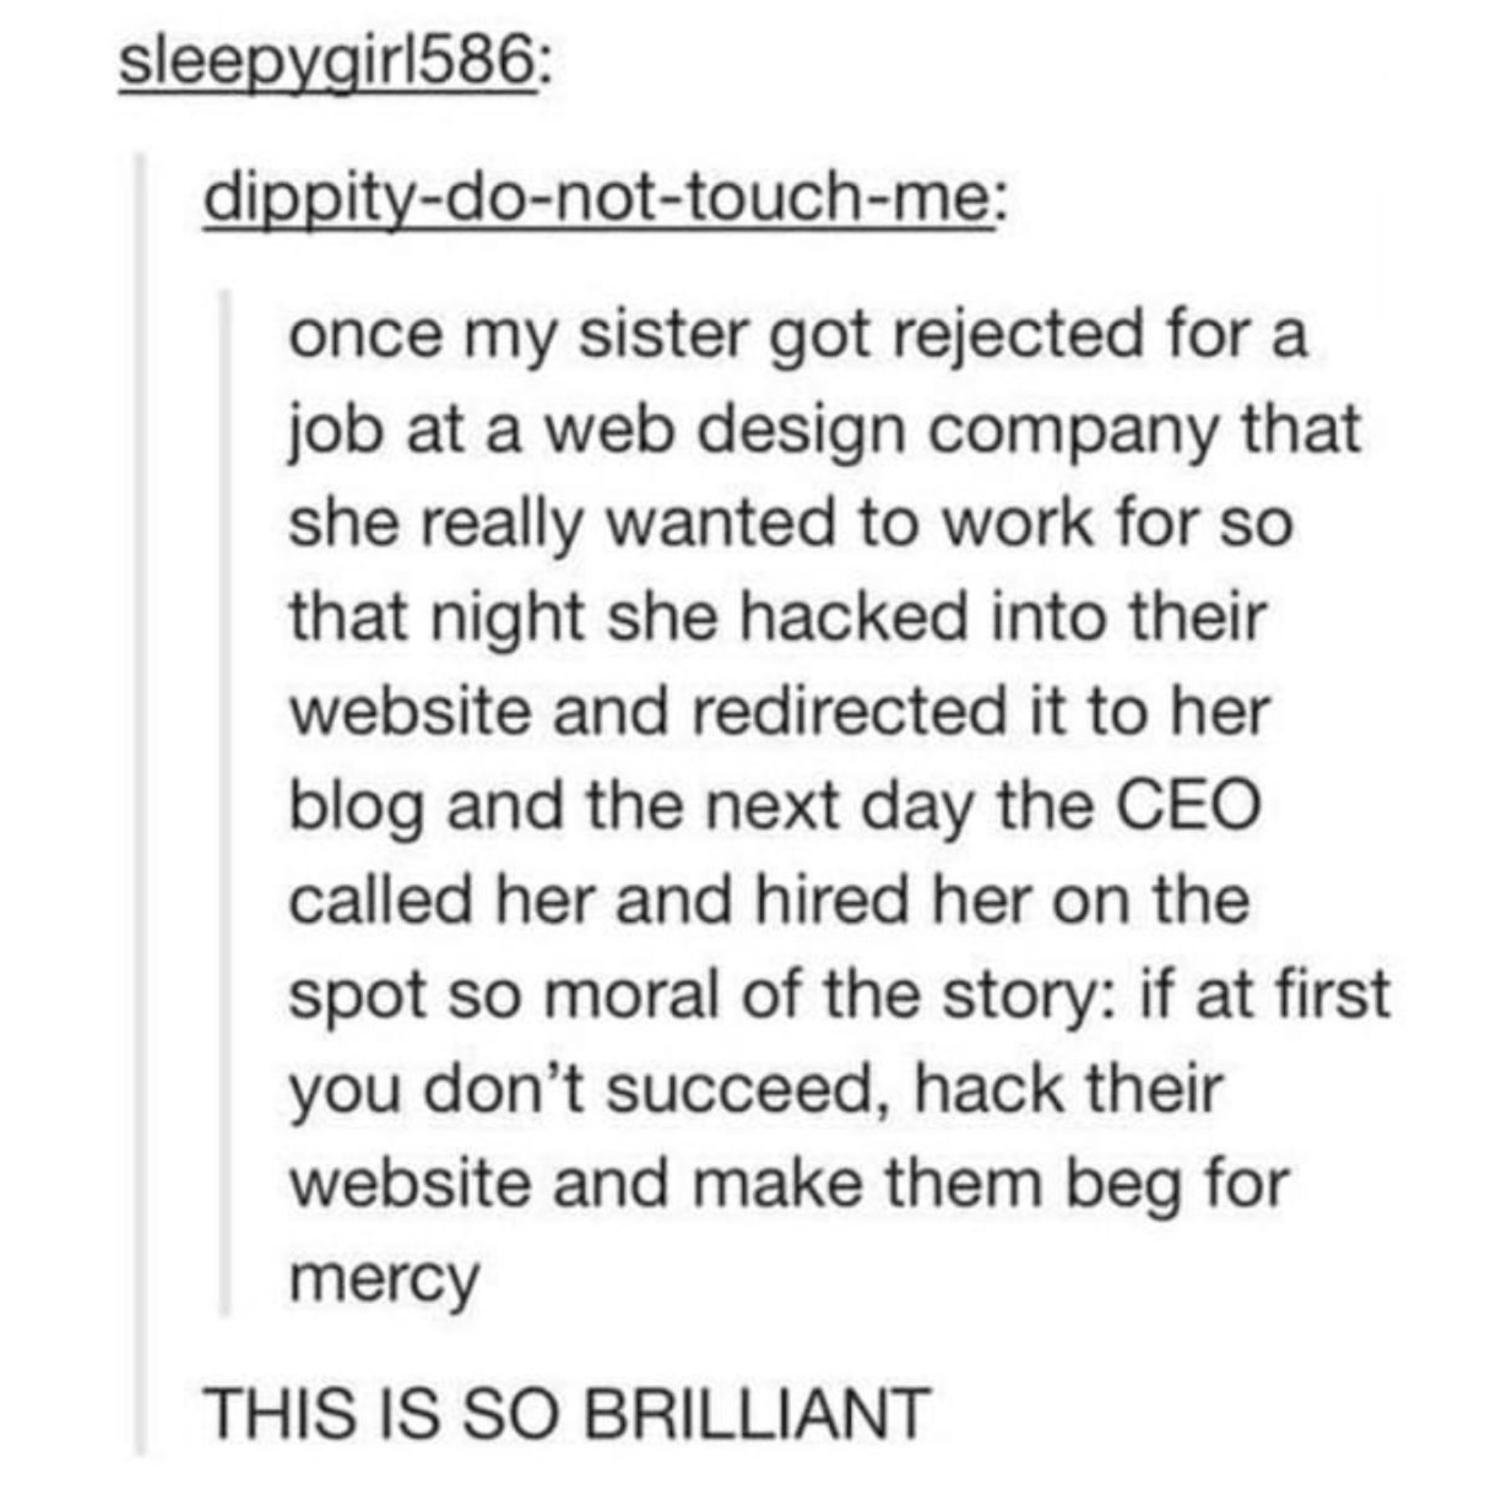 sleepygirl586:
dippity-do-not-touch-me:
once my sister got rejected for a
job at a web design company that
she really wanted to work for so
that night she hacked into their
website and redirected it to her
blog and the next day the CEO
called her and hired her on the
spot so moral of the story: if at first
you don’t succeed, hack their
website and make them beg for
mercy
THIS IS SO BRILLIANT